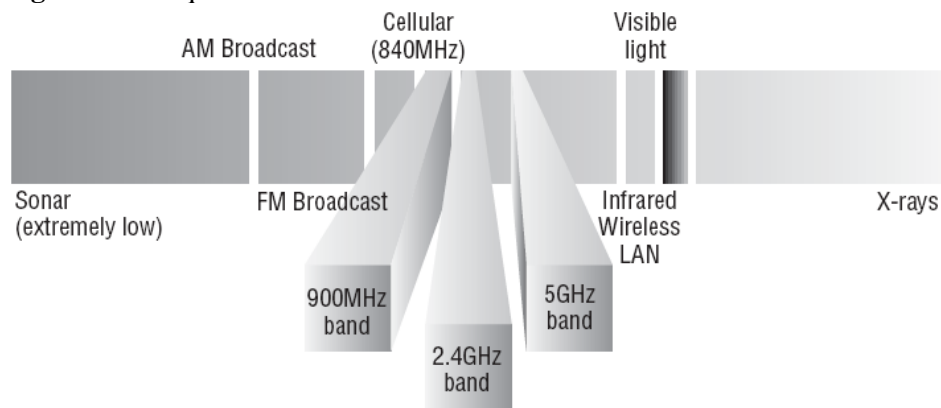 Cellular
(840MHz)
Visible
light
AM Broadcast
Sonar
(extremely low)
FM Broadcast
Infrared
Wireless
LAN
X-rays
900MHz
band
2.4GHz
band
5GHz
band